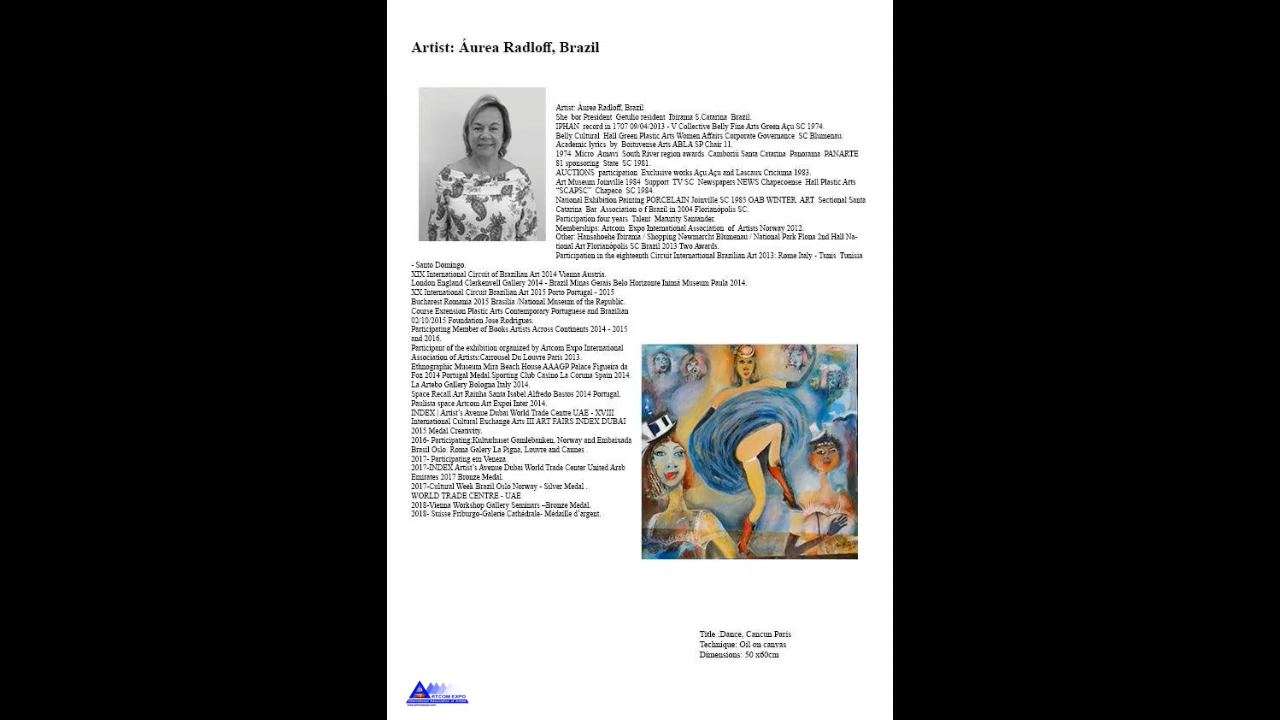 Artist: Áurea Radloff, Brazil
Artist: Áurea Radloff, Brazil
She bor President Getulio resident Ibirama S.Catarina Brazil.
IPHAN record in 1707 09/04/2013 - V Collective Belly Fine Arts Green Açu SC 1974.
Belly Cultural Hall Green Plastic Arts Women Affairs Corporate Governance SC Blumenau.
Academic lyrics by Boituvense Arts ABLA SP Chair 11.
1974 Micro Amavi South River region awards Camboriú Santa Catarina Panorama PANARTE
81 sponsoring State SC 1981.
AUCTIONS participation Exclusive works Açu Açu and Lascaux Criciuma 1983.
Art Museum Joinville 1984 Support TV SC Newspapers NEWS Chapecoense Hall Plastic Arts
“SCAPSC” Chapecó SC 1984.
National Exhibition Painting PORCELAIN Joinville SC 1985 OAB WINTER ART Sectional Santa
Catarina Bar Association o f Brazil in 2004 Florianópolis SC.
Participation four years Talent Maturity Santander.
Memberships: Artcom Expo International Association of Artists Norway 2012.
Other: Hansahoehe Ibirama / Shopping Newmarcht Blumenau / National Park Flona 2nd Hall Na-
tional Art Florianópolis SC Brazil 2013 Two Awards.
Participation in the eighteenth Circuit Internarttional Brazilian Art 2013: Rome Italy - Tunis Tunisia
- Santo Domingo.
XIX International Circuit of Brazilian Art 2014 Vienna Austria.
London England Clerkenvell Gallery 2014 - Brazil Minas Gerais Belo Horizonte Inimá Museum Paula 2014.
XX International Circuit Brazilian Art 2015 Porto Portugal - 2015
Bucharest Romania 2015 Brasilia /National Museum of the Republic.
Course Extension Plastic Arts Contemporary Portuguese and Brazilian
02/10/2015 Foundation Jose Rodrigues.
Participating Member of Books Artists Across Continents 2014 - 2015
and 2016.
Participant of the exhibition organized by Artcom Expo International
Association of Artists:Carrousel Du Louvre Paris 2013.
Ethnographic Museum Mira Beach House AAAGP Palace Figueira da
Foz 2014 Portugal Medal.Sporting Club Casino La Coruna Spain 2014.
La Artebo Gallery Bologna Italy 2014.
Space Recall Art Rainha Santa Isabel Alfredo Bastos 2014 Portugal.
Paulista space Artcom Art Expoi Inter 2014.
INDEX | Artist’s Avenue Dubai World Trade Centre UAE - XVIII
International Cultural Exchange Arts III ART FAIRS INDEX DUBAI
2015 Medal Creativity.
2016- Participating:Kulturhuset Gamlebanken, Norway and Embaixada
Brasil Oslo. Roma Galery La Pigna, Louvre and Cannes .
2017- Participating em Veneza.
2017-INDEX Artist’s Avenue Dubai World Trade Center United Arab
Emirates 2017 Bronze Medal.
2017-Cultural Week Brazil Oslo Norway - Silver Medal .
WORLD TRADE CENTRE - UAE
2018-Vienna Workshop Gallery Seminars –Bronze Medal.
2018- Suisse Friburgo-Galerie Cathédrale- Médaille d’argent.
Title :Dance, Cancun Paris
Technique: Oil on canvas
Dimensions: 50 x60cm
ARTCOM EXPO
International Association of Artists